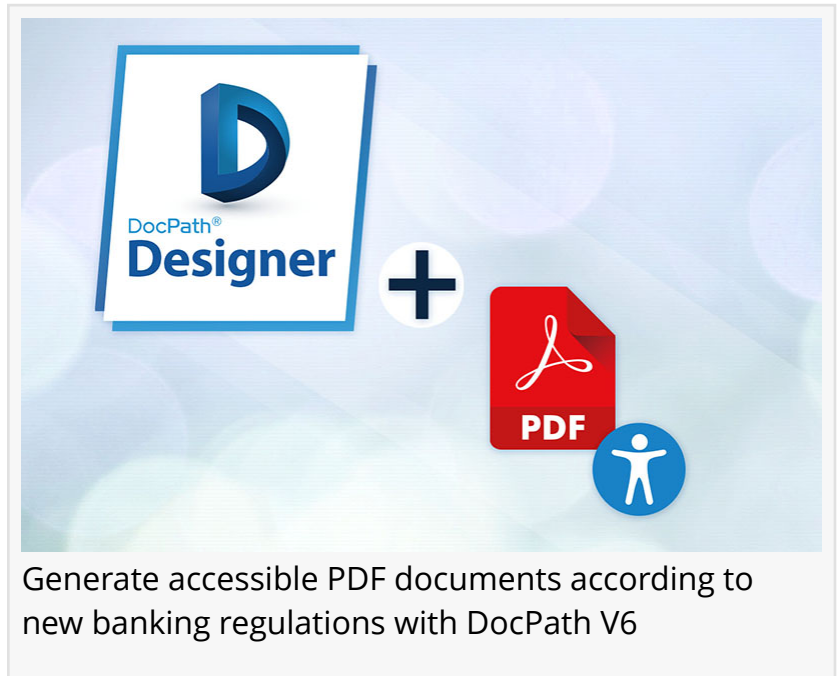 DocPath®
Designer
PDF
Generate accessible PDF documents according to
new banking regulations with DocPath V6